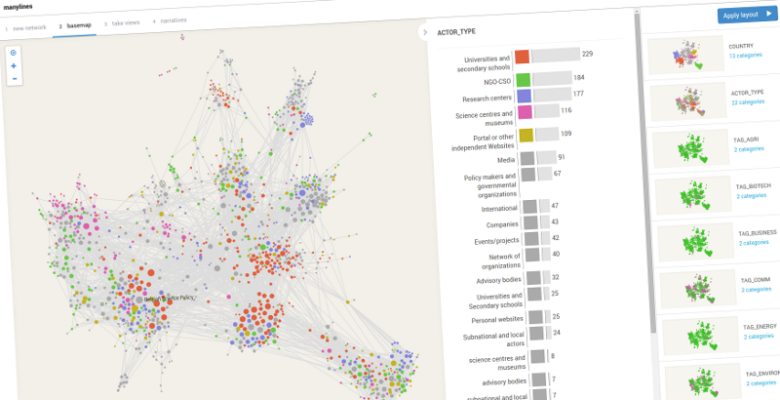 manylines
1 new network 2 basemap 3 take views 4 narratives
ACTOR_TYPE
Universities and
secondary schools 229
NGO-CSO 184
Research centers 177
Science centres and
museums 116
Portal or other
independent Websites 109
Media 91
Policy makers and
governmental
organizations 67
International 47
Companies 43
Events/projects 42
Network of
organizations 40
Advisory bodies 32
Universities and
Secondary schools 25
Personal websites 25
Subnational and local
actors 24
science centres and
museums 8
advisory bodies 7
subnational and local 7
Apply layout
COUNTRY
13 categories
ACTOR_TYPE
23 categories
TAG_AGRI
2 categories
TAG_BIOTECH
2 categories
TAG_BUSINESS
2 categories
TAG_COMM
2 categories
TAG_ENERGY
2 categories
TAG_ENVIRON
2 categories